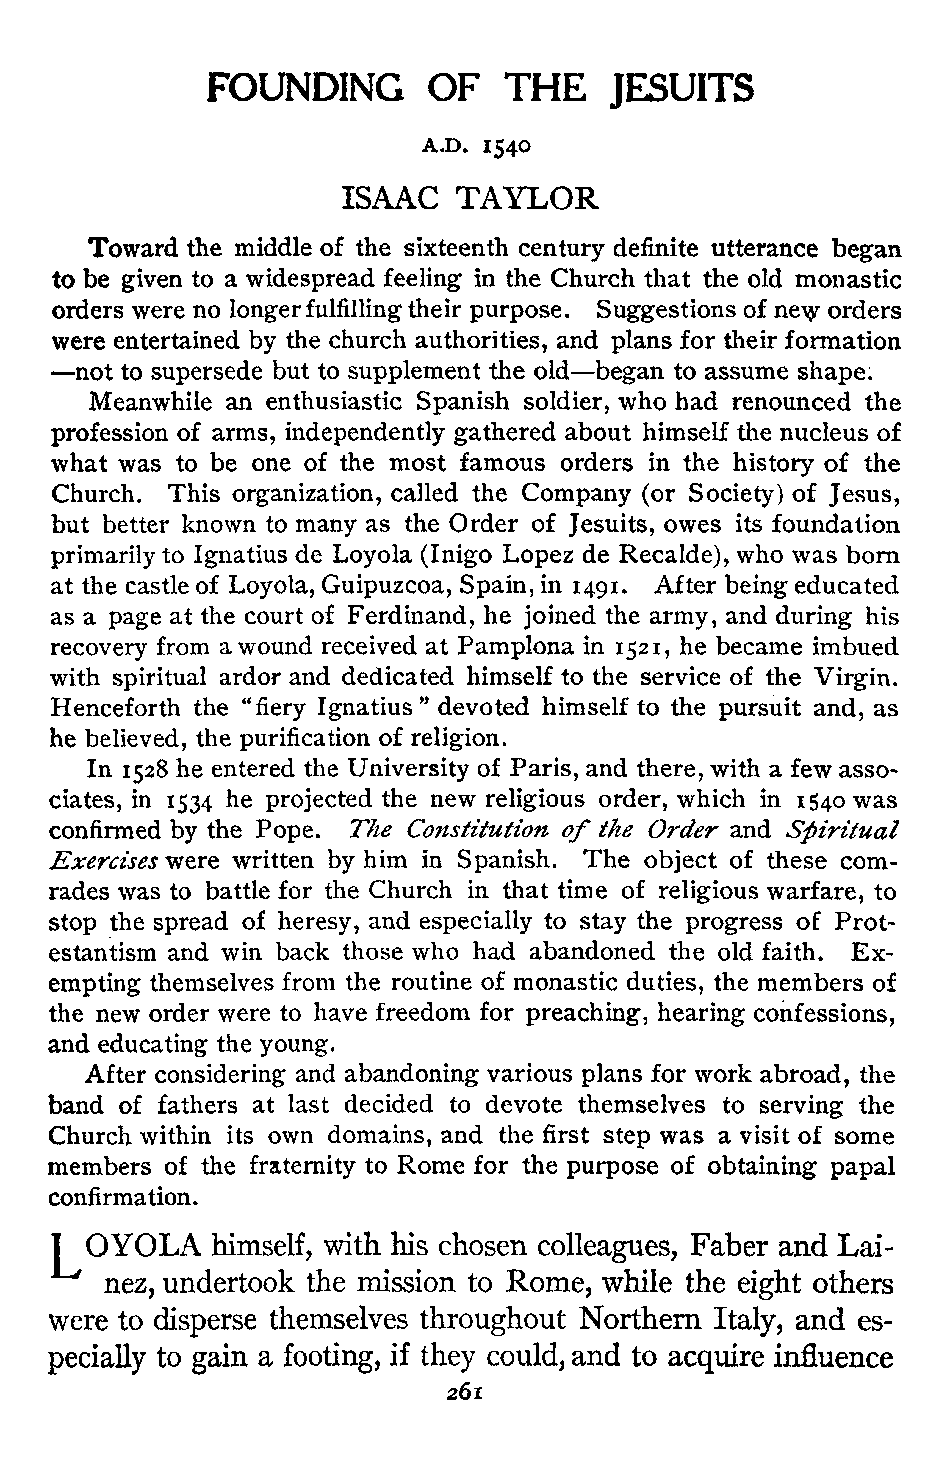 FOUNDING OF THE JESUITS
A.D. 1540
ISAAC TAYLOR
Toward the middle of the sixteenth century definite utterance began
to be given to a widespread feeling in the Church that the old monastic
orders were no longer fulfilling their purpose. Suggestions of new orders
were entertained by the church authorities, and plans for their formation
—not to supersede but to supplement the old—began to assume shape.
Meanwhile an enthusiastic Spanish soldier, who had renounced the
profession of arms, independently gathered about himself the nucleus of
what was to be one of the most famous orders in the history of the
Church. This organization, called the Company (or Society) of Jesus,
but better known to many as the Order of Jesuits, owes its foundation
primarily to Ignatius de Loyola (Inigo Lopez de Recalde), who was born
at the castle of Loyola, Guipuzcoa, Spain, in 1491. After being educated
as a page at the court of Ferdinand, he joined the army, and during his
recovery from a wound received at Pamplona in 1521, he became imbued
with spiritual ardor and dedicated himself to the service of the Virgin.
Henceforth the "fiery Ignatius" devoted himself to the pursuit and, as
he believed, the purification of religion.
In 1528 he entered the University of Paris, and there, with a few asso-
ciates, in 1534 he projected the new religious order, which in 1540 was
confirmed by the Pope. The Constitution of the Order and Spiritual
Exercises were written by him in Spanish. The object of these com-
rades was to battle for the Church in that time of religious warfare, to
stop the spread of heresy, and especially to stay the progress of Prot-
estantism and win back those who had abandoned the old faith. Ex-
empting themselves from the routine of monastic duties, the members of
the new order were to have freedom for preaching, hearing confessions,
and educating the young.
After considering and abandoning various plans for work abroad, the
band of fathers at last decided to devote themselves to serving the
Church within its own domains, and the first step was a visit of some
members of the fraternity to Rome for the purpose of obtaining papal
confirmation.
LOYOLA himself, with his chosen colleagues, Faber and Lai-
nez, undertook the mission to Rome, while the eight others
were to disperse themselves throughout Northern Italy, and es-
pecially to gain a footing, if they could, and to acquire influence
261